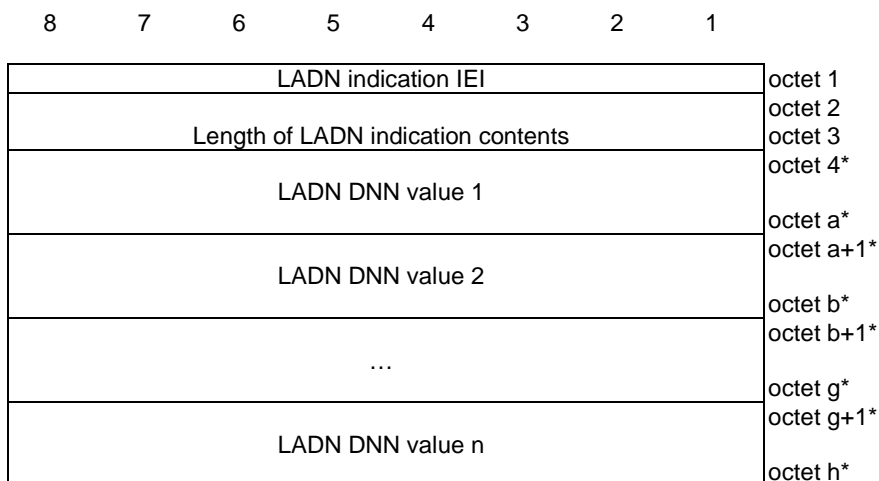 8 7 6 5 4 3 2 1
LADN indication IEI octet 1
octet 2
Length of LADN indication contents octet 3
octet 4*
LADN DNN value 1
octet a*
octet a+1*
LADN DNN value 2
octet b*
octet b+1*
…
octet g*
octet g+1*
LADN DNN value n
octet h*